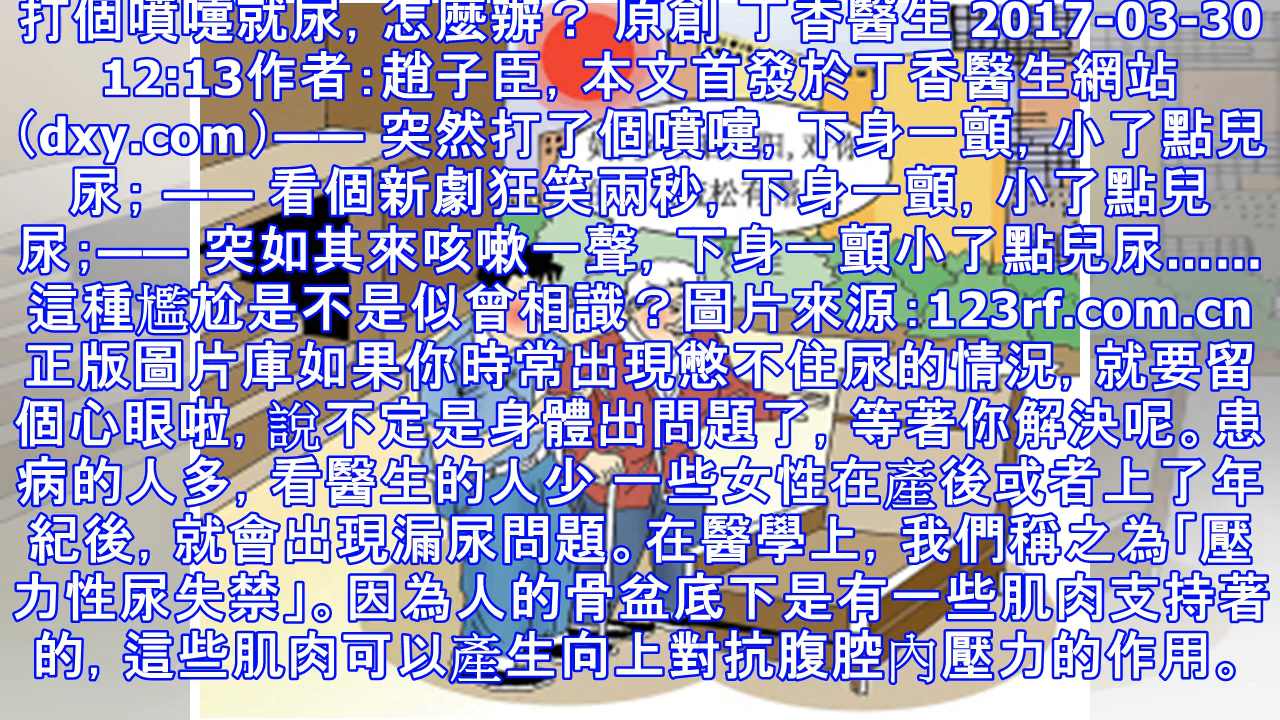 打個噴嚏就尿, 怎麼辦？ 原創 丁香醫生 2017-03-30
12:13作者：趙子臣, 本文首發於丁香醫生網站
（dxy.com）—— 突然打了個噴嚏, 下身一顫, 小了點兒
尿； —— 看個新劇狂笑兩秒, 下身一顫, 小了點兒
尿；—— 突如其來咳嗽一聲, 下身一顫小了點兒尿……
這種尷尬是不是似曾相識？圖片來源：123rf.com.cn
正版圖片庫如果你時常出現憋不住尿的情況, 就要留
個心眼啦, 說不定是身體出問題了, 等著你解決呢。患
病的人多, 看醫生的人少 一些女性在產後或者上了年
紀後, 就會出現漏尿問題。在醫學上, 我們稱之為「壓
力性尿失禁」。因為人的骨盆底下是有一些肌肉支持著
的, 這些肌肉可以產生向上對抗腹腔內壓力的作用。